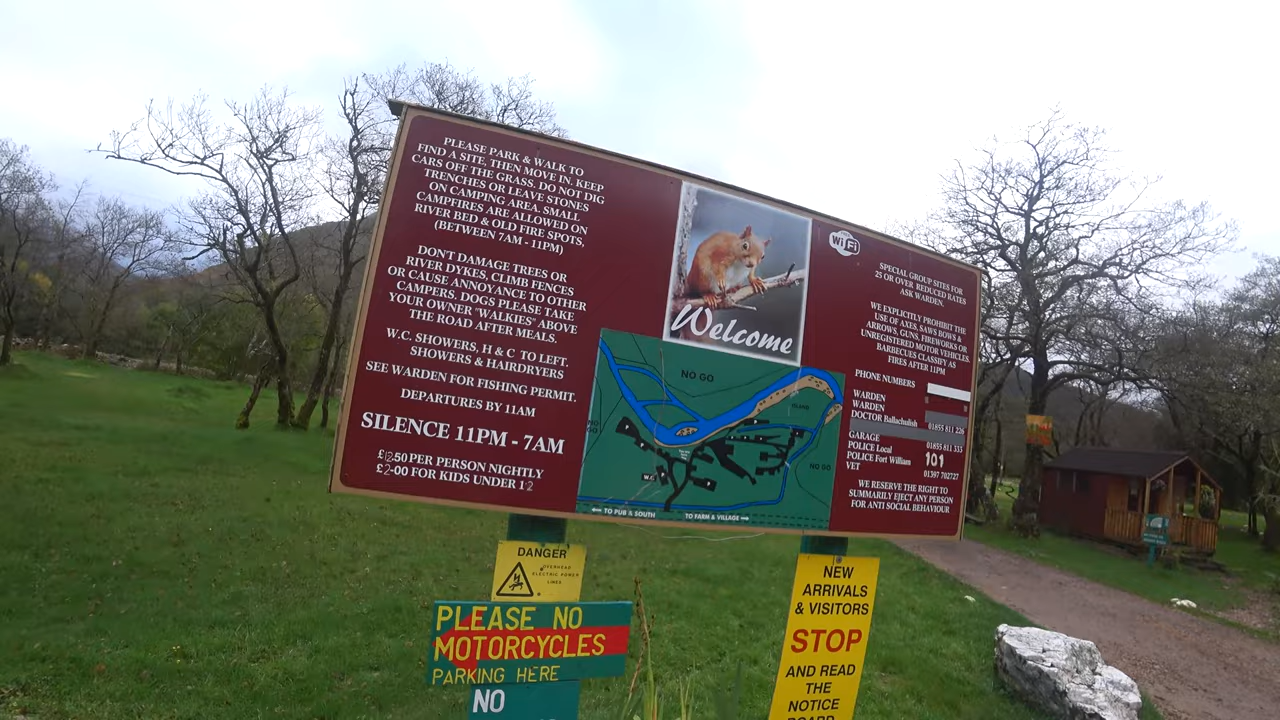 PLEASE PARK & WALK TO
FIND A SITE, THEN MOVE IN. KEEP
CARS OFF THE GRASS. DO NOT DIG
TRENCHES OR LEAVE STONES
ON CAMPING AREA. SMALL
CAMPFIRES ARE ALLOWED ON
RIVER BED & OLD FIRE SPOTS.
(BETWEEN 7AM - 11PM)
DON'T DAMAGE TREES OR
RIVER DYKES, CLIMB FENCES
OR CAUSE ANNOYANCE TO OTHER
CAMPERS. DOGS PLEASE TAKE
YOUR OWNER "WALKIES" ABOVE
THE ROAD AFTER MEALS.
W.C. SHOWERS, H & C TO LEFT.
SHOWERS & HAIRDRYERS
SEE WARDEN FOR FISHING PERMIT.
DEPARTURES BY 11AM
SILENCE 11PM - 7AM
£12.50 PER PERSON NIGHTLY
£2-00 FOR KIDS UNDER 12
Welcome
NO GO
ISLAND
NO GO
NO GO
W.C.
TO PUB & SOUTH
TO FARM & VILLAGE
WiFi
SPECIAL GROUP SITES FOR
25 OR OVER REDUCED RATES
ASK WARDEN.
WE EXPLICITLY PROHIBIT THE
USE OF AXES, SAWS BOWS &
ARROWS, GUNS, FIREWORKS OR
UNREGISTERED MOTOR VEHICLES.
BARBECUES CLASSIFY AS
FIRES AFTER 11PM
PHONE NUMBERS
WARDEN
WARDEN
DOCTOR Ballachulish 01855 811 226
GARAGE 01855 811 333
POLICE Local 101
POLICE Fort William
VET 01397 702727
WE RESERVE THE RIGHT TO
SUMMARILY EJECT ANY PERSON
FOR ANTI SOCIAL BEHAVIOUR
DANGER
OVERHEAD
ELECTRIC POWER
LINES
PLEASE NO
MOTORCYCLES
PARKING HERE
NO
NEW
ARRIVALS
& VISITORS
STOP
AND READ
THE
NOTICE
BOARD